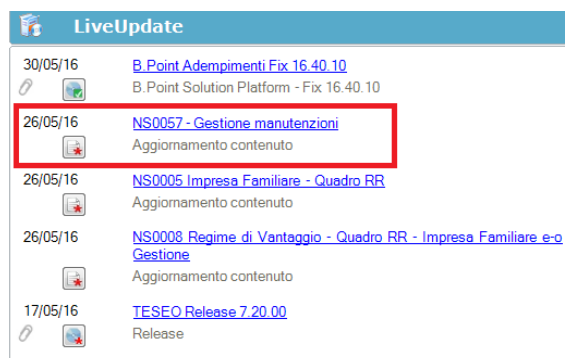 LiveUpdate
30/05/16 B.Point Adempimenti Fix 16.40.10
B.Point Solution Platform - Fix 16.40.10
26/05/16 NS0057 - Gestione manutenzioni
Aggiornamento contenuto
26/05/16 NS0005 Impresa Familiare - Quadro RR
Aggiornamento contenuto
26/05/16 NS0008 Regime di Vantaggio - Quadro RR - Impresa Familiare e-o
Gestione
Aggiornamento contenuto
17/05/16 TESEO Release 7.20.00
Release